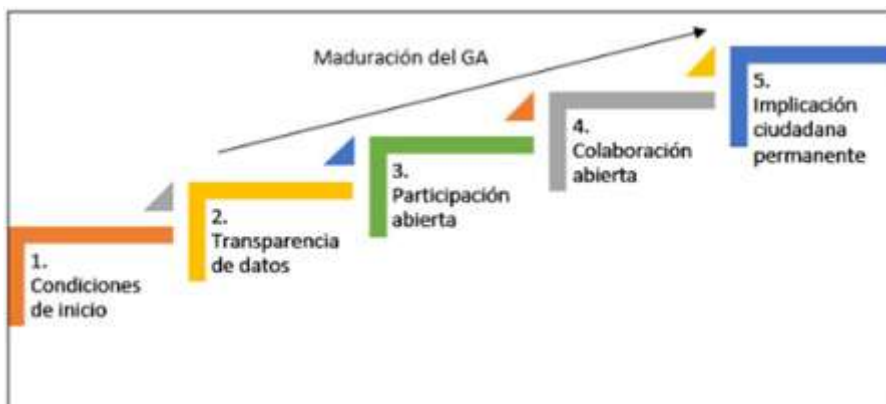 Maduración del GA
1.
Condiciones
de inicio
2.
Transparencia
de datos
3.
Participación
abierta
4.
Colaboración
abierta
5.
Implicación
ciudadana
permanente